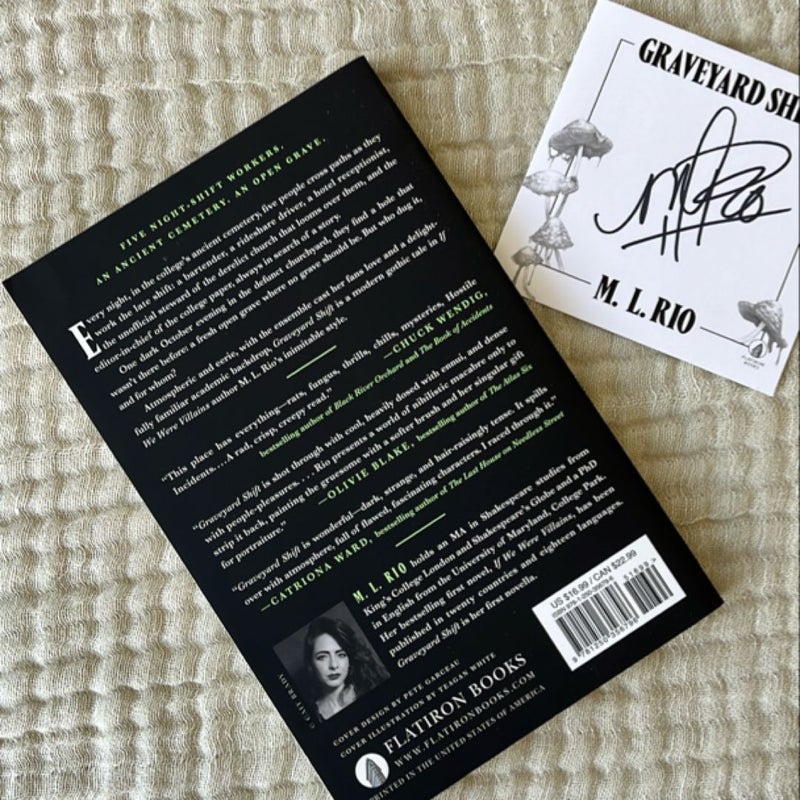 FIVE NIGHT-SHIFT WORKERS.
AN ANCIENT CEMETERY. AN OPEN GRAVE.
Every night, in the college's ancient cemetery, five people cross paths as they
work the late shift: a bartender, a rideshare driver, a hotel receptionist,
the unofficial steward of the derelict church that looms over them, and the
editor-in-chief of the college paper, always in search of a story.
One dark October evening in the defunct churchyard, they find a hole that
wasn't there before: a fresh open grave where no grave should be. But who dug it,
and for whom?
Atmospheric and eerie, with the ensemble cast her fans love and a delight-
fully familiar academic backdrop, Graveyard Shift is a modern gothic tale in If
We Were Villains author M. L. Rio's inimitable style.
"This place has everything—rats, fungus, thrills, chills, mysteries. Hostile
Incidents. . . . A rad, crisp, creepy read." —CHUCK WENDIG,
bestselling author of Black River Orchard and The Book of Accidents
"Graveyard Shift is shot through with cool, heavily dosed with ennui, and dense
with people-pleasures. . . . Rio presents a world of nihilistic macabre only to
strip it back, painting the gruesome with a softer brush and her singular gift
for portraiture." —OLIVIE BLAKE, bestselling author of The Atlas Six
"Graveyard Shift is wonderful—dark, strange, and hair-raisingly tense. It spills
over with atmosphere, full of flawed, fascinating characters. I raced through it."
—CATRIONA WARD, bestselling author of The Last House on Needless Street
M. L. RIO holds an MA in Shakespeare studies from
King's College London and Shakespeare's Globe and a PhD
in English from the University of Maryland, College Park.
Her bestselling first novel, If We Were Villains, has been
published in twenty countries and eighteen languages.
Graveyard Shift is her first novella.
COVER DESIGN BY PETE GARCEAU
COVER ILLUSTRATION BY TEAGAN WHITE
FLATIRON BOOKS
WWW.FLATIRONBOOKS.COM
PRINTED IN THE UNITED STATES OF AMERICA
US $16.99 / CAN $22.99
ISBN 978-1-250-35679-6
51699>
9 781250 356796
GRAVEYARD SHI
M. L. RIO
FLATIRON
BOOKS